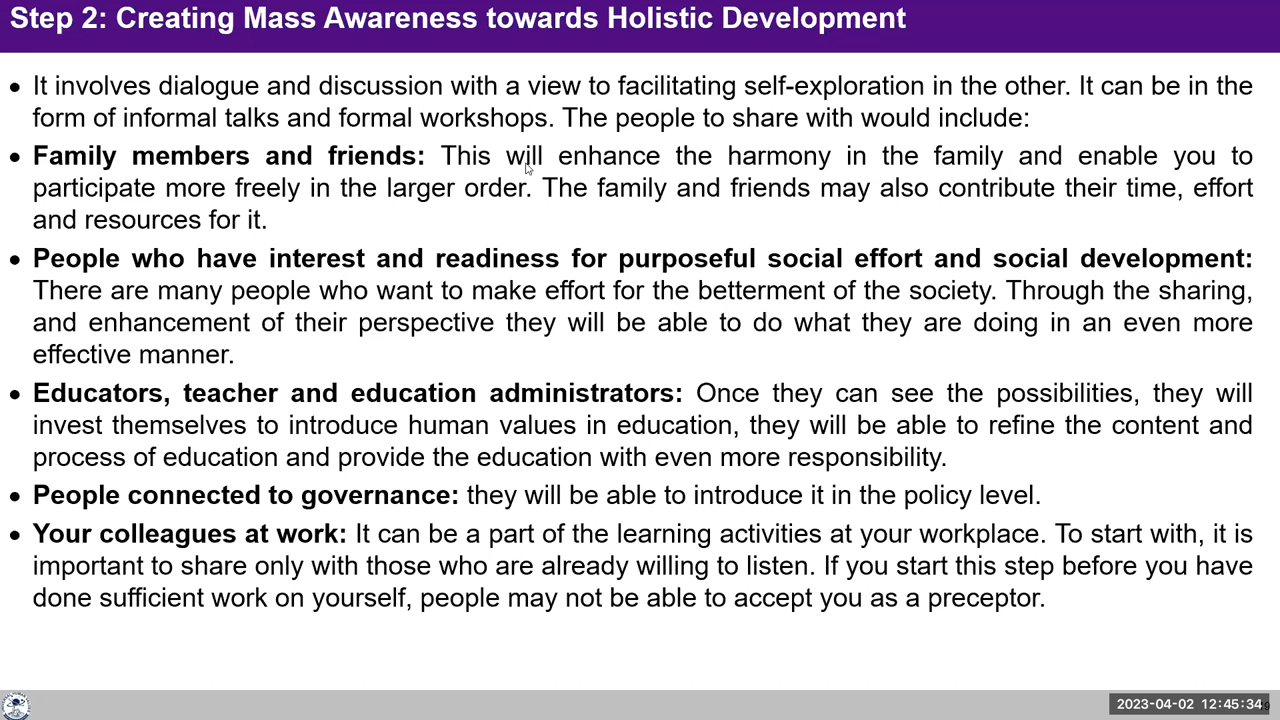 Step 2: Creating Mass Awareness towards Holistic Development
• It involves dialogue and discussion with a view to facilitating self-exploration in the other. It can be in the
form of informal talks and formal workshops. The people to share with would include:
• Family members and friends: This will enhance the harmony in the family and enable you to
participate more freely in the larger order. The family and friends may also contribute their time, effort
and resources for it.
• People who have interest and readiness for purposeful social effort and social development:
There are many people who want to make effort for the betterment of the society. Through the sharing,
and enhancement of their perspective they will be able to do what they are doing in an even more
effective manner.
• Educators, teacher and education administrators: Once they can see the possibilities, they will
invest themselves to introduce human values in education, they will be able to refine the content and
process of education and provide the education with even more responsibility.
• People connected to governance: they will be able to introduce it in the policy level.
• Your colleagues at work: It can be a part of the learning activities at your workplace. To start with, it is
important to share only with those who are already willing to listen. If you start this step before you have
done sufficient work on yourself, people may not be able to accept you as a preceptor.
2023-04-02 12:45:34